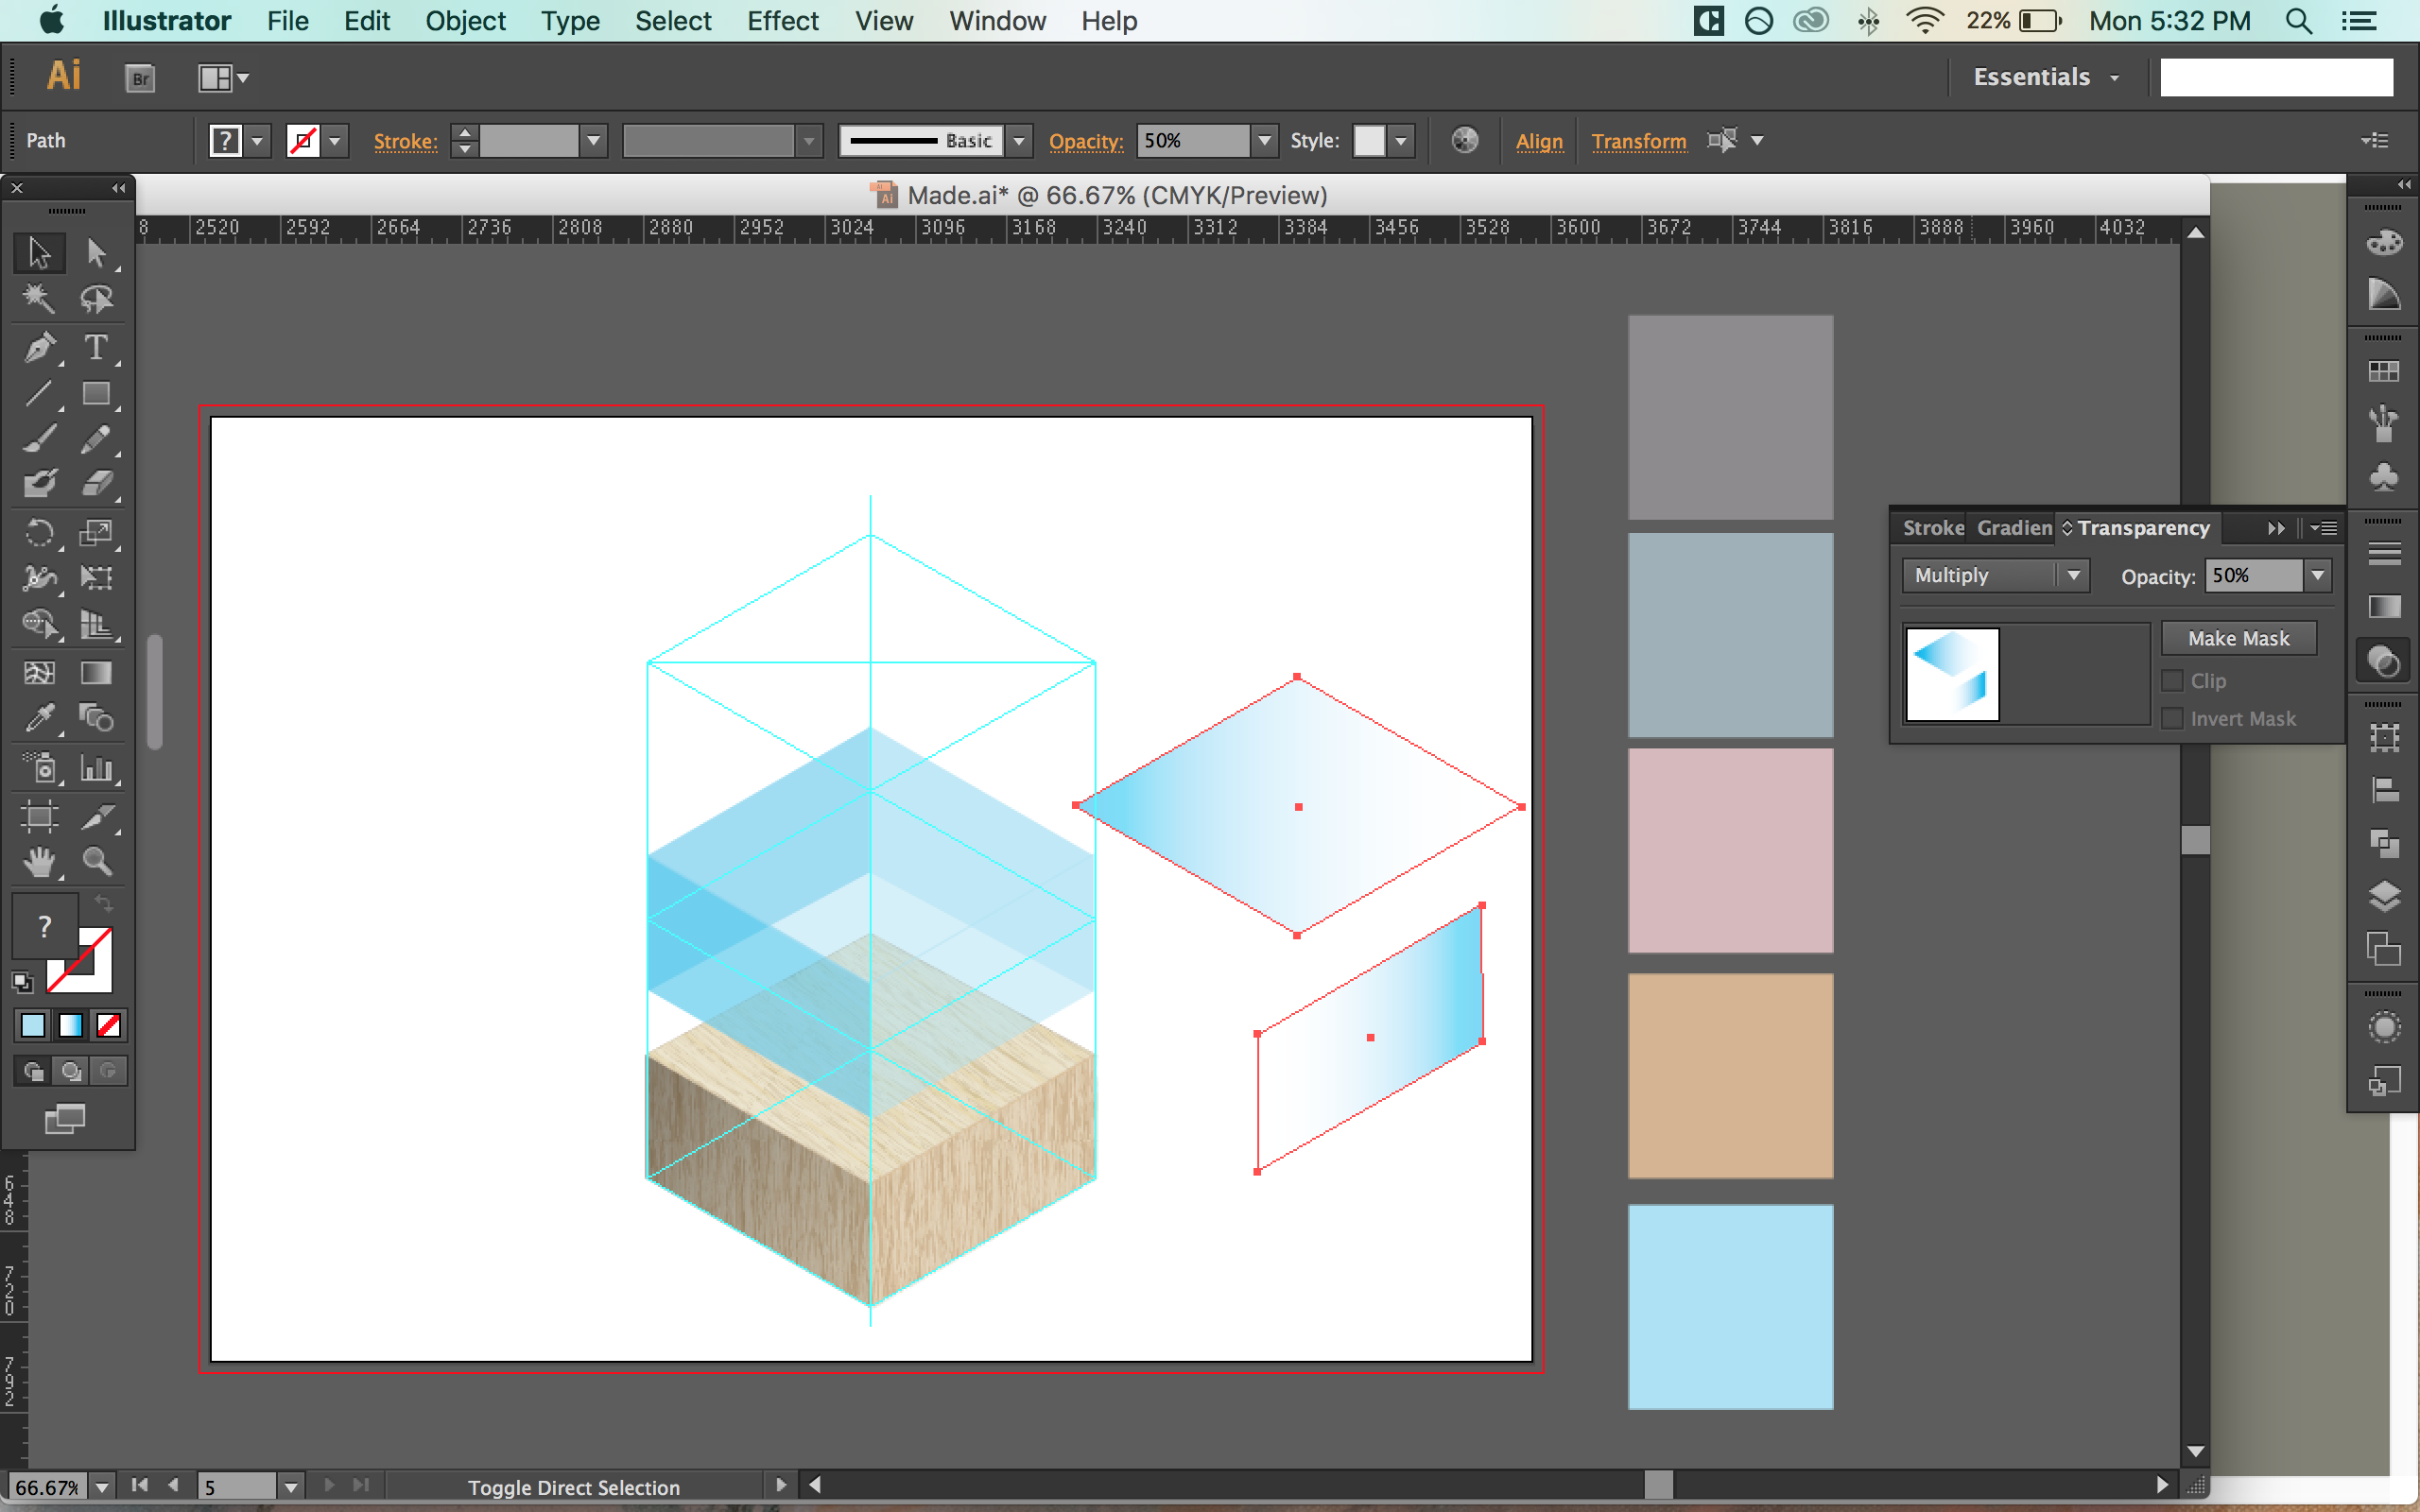 Illustrator File Edit Object Type Select Effect View Window Help 22% Mon 5:32 PM
Ai Br Essentials
Path ? Stroke: Basic Opacity: 50% Style: Align Transform
Made.ai* @ 66.67% (CMYK/Preview)
8 2520 2592 2664 2736 2808 2880 2952 3024 3096 3168 3240 3312 3384 3456 3528 3600 3672 3744 3816 3888 3960 4032
T
Stroke Gradien Transparency
Multiply Opacity: 50%
Make Mask
Clip
Invert Mask
?
648
720
792
66.67% 5 Toggle Direct Selection